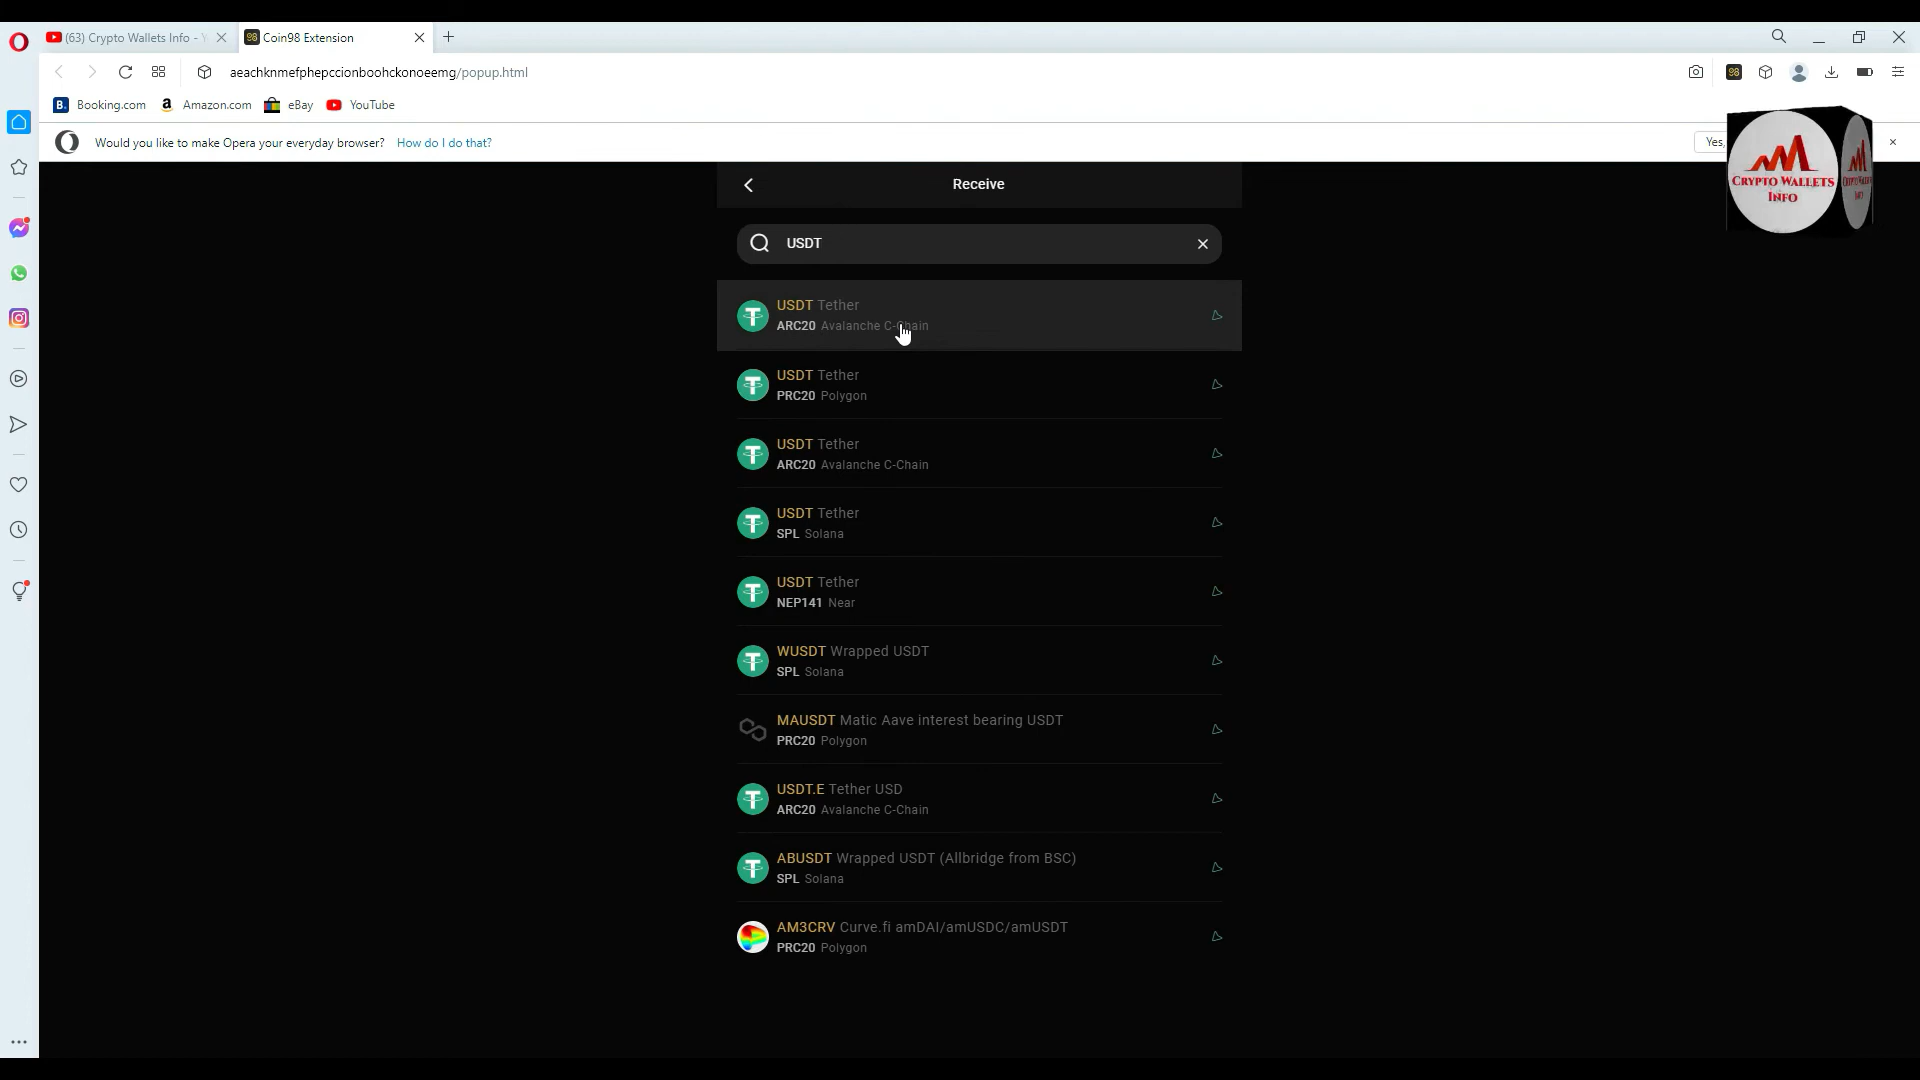 (63) Crypto Wallets Info - Y
Coin98 Extension
aeachknmefphepccionboohckonoeemg/popup.html
98
Booking.com
Amazon.com
eBay
YouTube
Would you like to make Opera your everyday browser? How do I do that?
Yes,
CRYPTO WALLETS
INFO
Receive
USDT
USDT Tether
ARC20 Avalanche C-Chain
USDT Tether
PRC20 Polygon
USDT Tether
ARC20 Avalanche C-Chain
USDT Tether
SPL Solana
USDT Tether
NEP141 Near
WUSDT Wrapped USDT
SPL Solana
MAUSDT Matic Aave interest bearing USDT
PRC20 Polygon
USDT.E Tether USD
ARC20 Avalanche C-Chain
ABUSDT Wrapped USDT (Allbridge from BSC)
SPL Solana
AM3CRV Curve.fi amDAI/amUSDC/amUSDT
PRC20 Polygon